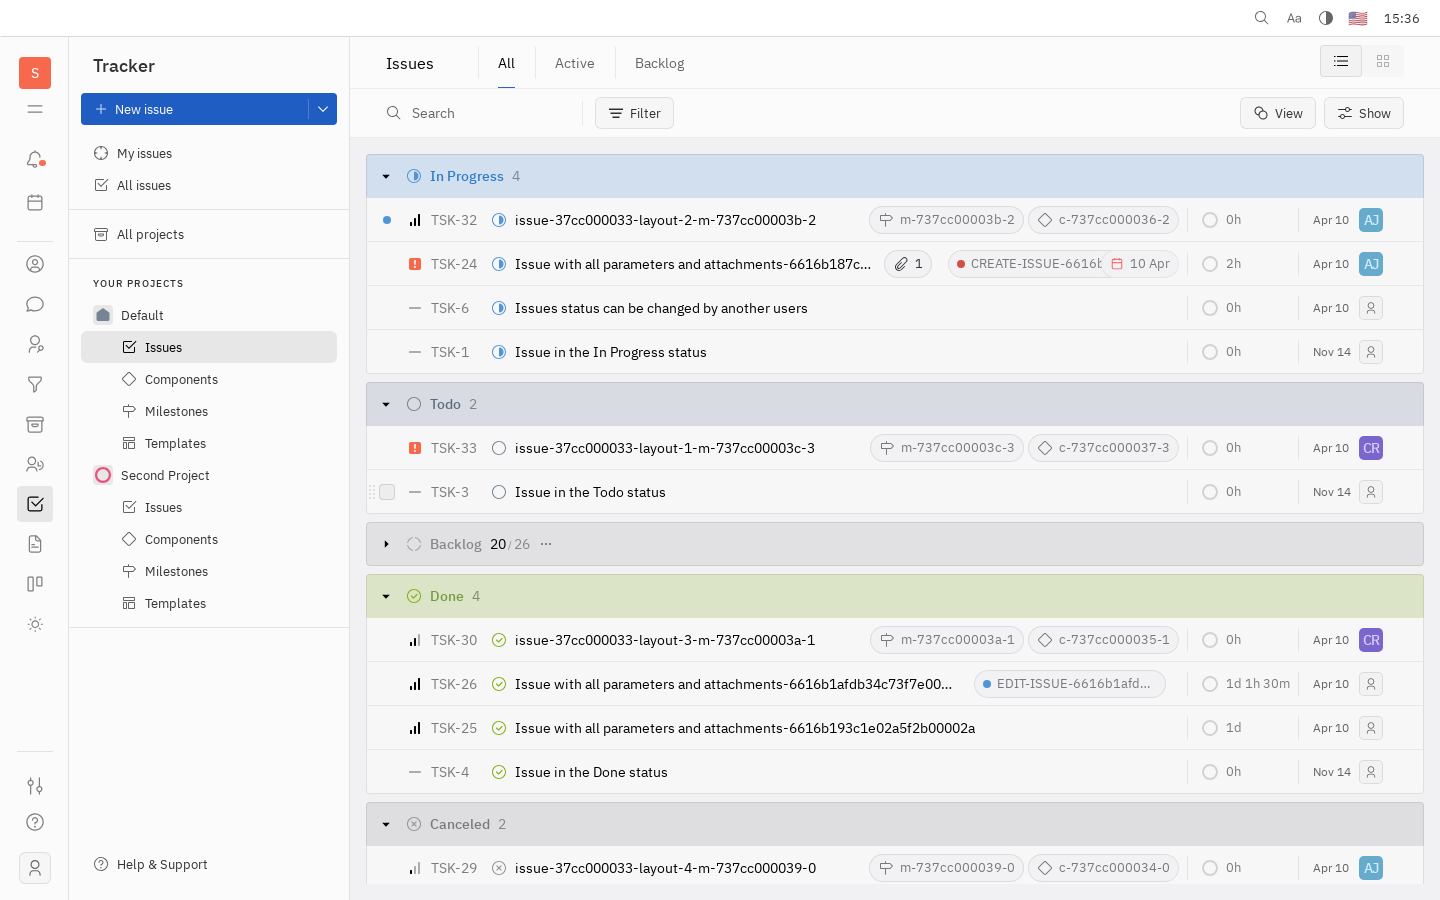 Aa 15:36
S
Tracker
New issue
My issues
All issues
All projects
YOUR PROJECTS
Default
Issues
Components
Milestones
Templates
Second Project
Issues
Components
Milestones
Templates
Help & Support
Issues All Active Backlog
Search Filter View Show
In Progress 4
TSK-32 issue-37cc000033-layout-2-m-737cc00003b-2 m-737cc00003b-2 c-737cc000036-2 0h Apr 10 AJ
TSK-24 Issue with all parameters and attachments-6616b187c... 1 CREATE-ISSUE-6616b 10 Apr 2h Apr 10 AJ
TSK-6 Issues status can be changed by another users 0h Apr 10
TSK-1 Issue in the In Progress status 0h Nov 14
Todo 2
TSK-33 issue-37cc000033-layout-1-m-737cc00003c-3 m-737cc00003c-3 c-737cc000037-3 0h Apr 10 CR
TSK-3 Issue in the Todo status 0h Nov 14
Backlog 20/26 ...
Done 4
TSK-30 issue-37cc000033-layout-3-m-737cc00003a-1 m-737cc00003a-1 c-737cc000035-1 0h Apr 10 CR
TSK-26 Issue with all parameters and attachments-6616b1afdb34c73f7e00... EDIT-ISSUE-6616b1afd... 1d 1h 30m Apr 10
TSK-25 Issue with all parameters and attachments-6616b193c1e02a5f2b00002a 1d Apr 10
TSK-4 Issue in the Done status 0h Nov 14
Canceled 2
TSK-29 issue-37cc000033-layout-4-m-737cc000039-0 m-737cc000039-0 c-737cc000034-0 0h Apr 10 AJ